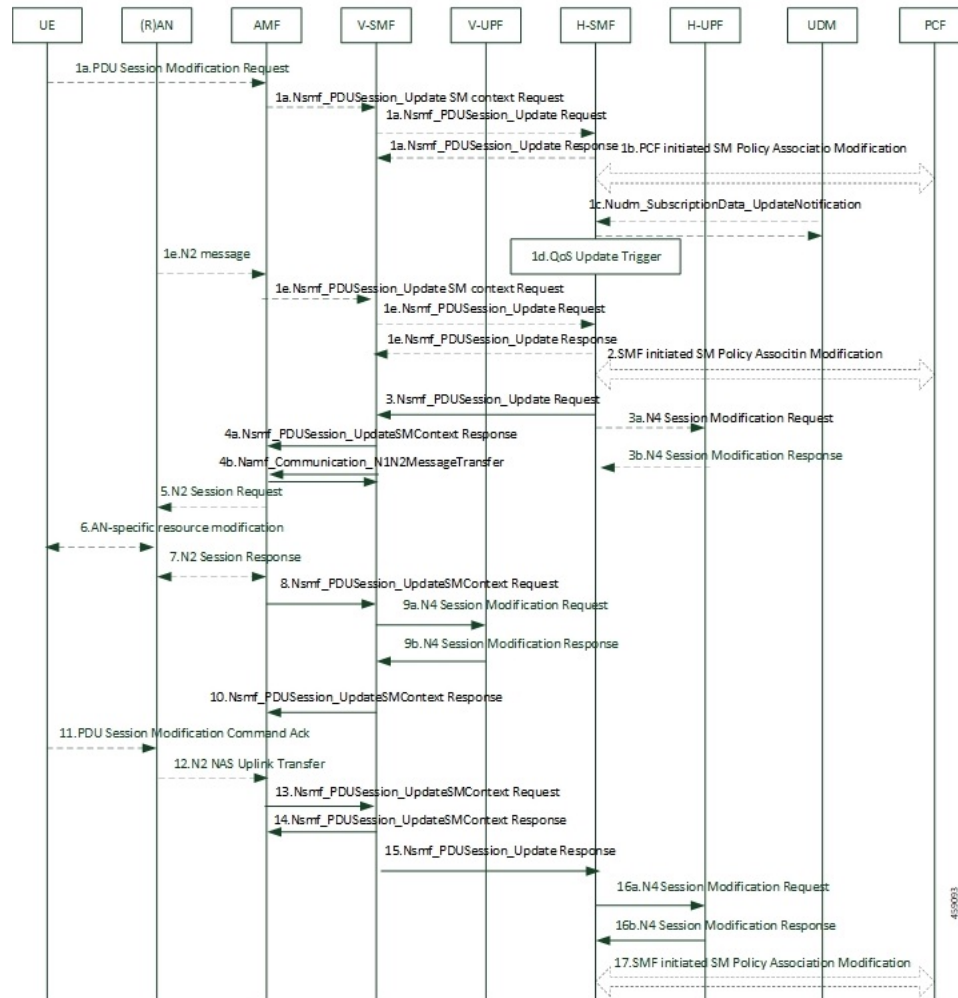 UE
(R)AN
AMF
V-SMF
V-UPF
H-SMF
H-UPF
UDM
PCF
1a.PDU Session Modification Request
1a.Nsmf_PDUSession_Update SM context Request
1a.Nsmf_PDUSession_Update Request
1a.Nsmf_PDUSession_Update Response
1b.PCF initiated SM Policy Associatio Modification
1c.Nudm_SubscriptionData_UpdateNotification
1d.QoS Update Trigger
1e.N2 message
1e.Nsmf_PDUSession_Update SM context Request
1e.Nsmf_PDUSession_Update Request
1e.Nsmf_PDUSession_Update Response
2.SMF initiated SM Policy Associtin Modification
3.Nsmf_PDUSession_Update Request
3a.N4 Session Modification Request
4a.Nsmf_PDUSession_UpdateSMContext Response
4b.Namf_Communication_N1N2MessageTransfer
3b.N4 Session Modification Response
5.N2 Session Request
6.AN-specific resource modification
7.N2 Session Response
8.Nsmf_PDUSession_UpdateSMContext Request
9a.N4 Session Modification Request
9b.N4 Session Modification Response
10.Nsmf_PDUSession_UpdateSMContext Response
11.PDU Session Modification Command Ack
12.N2 NAS Uplink Transfer
13.Nsmf_PDUSession_UpdateSMContext Request
14.Nsmf_PDUSession_UpdateSMContext Response
15.Nsmf_PDUSession_Update Response
16a.N4 Session Modification Request
16b.N4 Session Modification Response
17.SMF initiated SM Policy Association Modification
459093